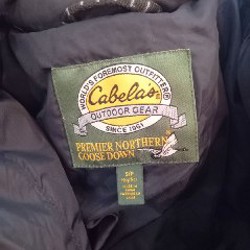 WORLD'S FOREMOST OUTFITTER
Cabela's
OUTDOOR GEAR
SINCE 1961
PREMIER NORTHERN
GOOSE DOWN